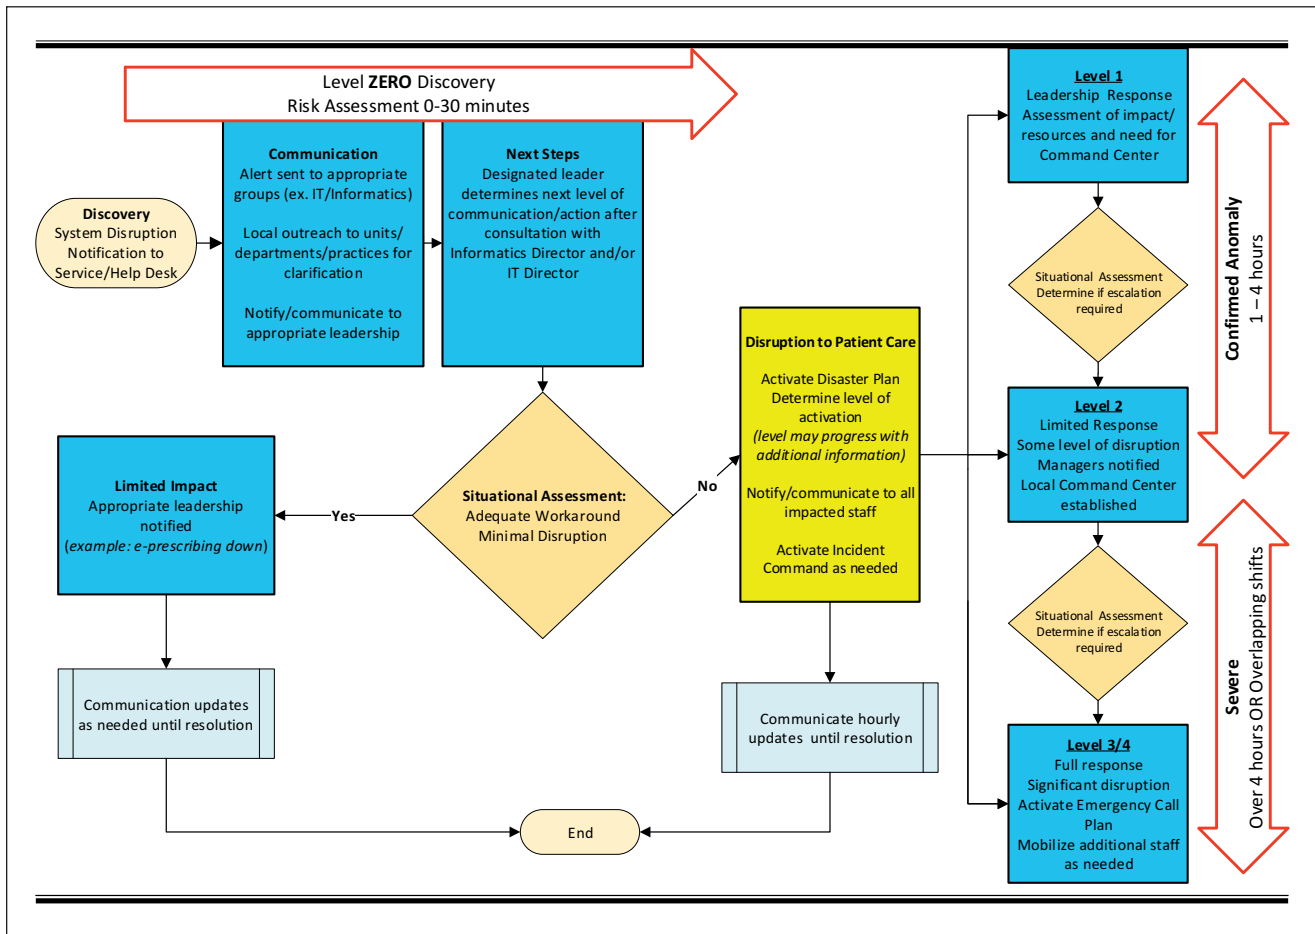 Level ZERO Discovery
Risk Assessment 0-30 minutes
Discovery
System Disruption
Notification to
Service/Help Desk
Communication
Alert sent to appropriate
groups (ex. IT/Informatics)
Local outreach to units/
departments/practices for
clarification
Notify/communicate to
appropriate leadership
Next Steps
Designated leader
determines next level of
communication/action after
consultation with
Informatics Director and/or
IT Director
Situational Assessment:
Adequate Workaround
Minimal Disruption
Yes
No
Limited Impact
Appropriate leadership
notified
(example: e-prescribing down)
Communication updates
as needed until resolution
Disruption to Patient Care
Activate Disaster Plan
Determine level of
activation
(level may progress with
additional information)
Notify/communicate to all
impacted staff
Activate Incident
Command as needed
Communicate hourly
updates until resolution
End
Level 1
Leadership Response
Assessment of impact/
resources and need for
Command Center
Situational Assessment
Determine if escalation
required
Level 2
Limited Response
Some level of disruption
Managers notified
Local Command Center
established
Situational Assessment
Determine if escalation
required
Level 3/4
Full response
Significant disruption
Activate Emergency Call
Plan
Mobilize additional staff
as needed
Confirmed Anomaly
1 – 4 hours
Severe
Over 4 hours OR Overlapping shifts